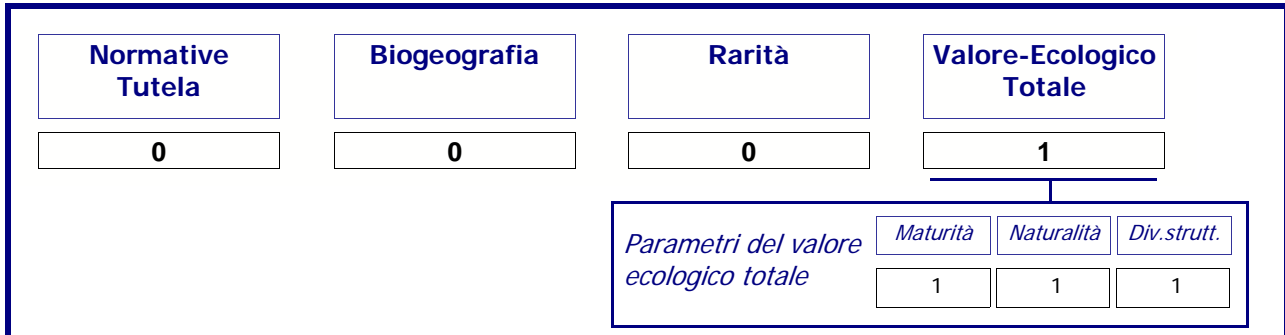 Normative
Tutela
Biogeografia
Rarità
Valore-Ecologico
Totale
0
0
0
1
Parametri del valore
ecologico totale
Maturità
Naturalità
Div.strutt.
1
1
1